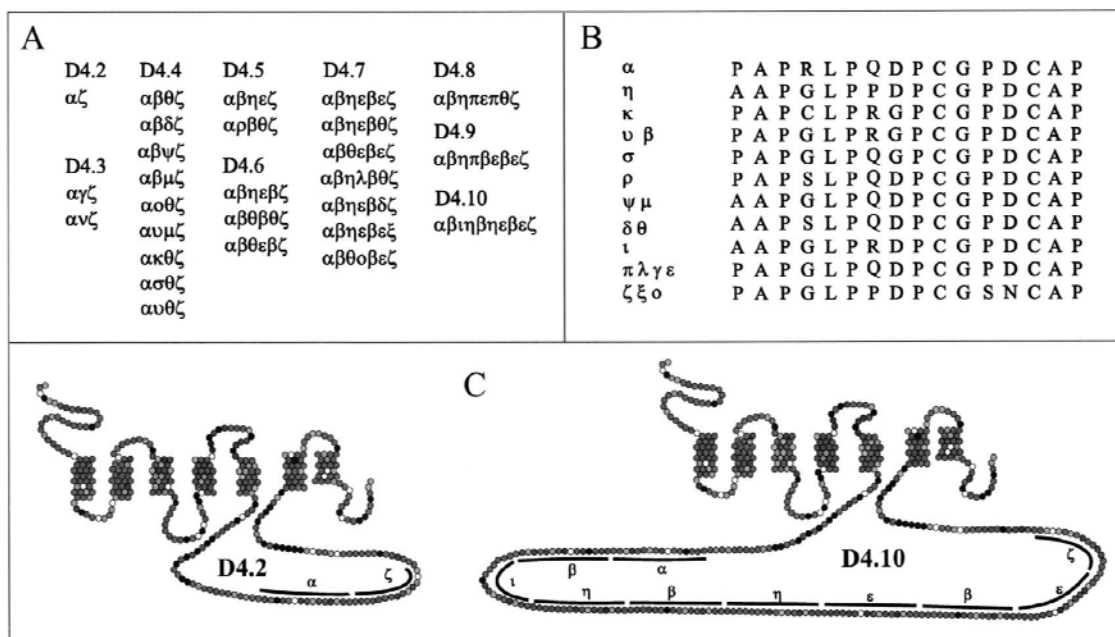 A
D4.2
αζ
D4.3
αγζ
ανζ
D4.4
αβθζ
αβδζ
αβψζ
αβμζ
αοθζ
αυμζ
ακθζ
ασθζ
αυθζ
D4.5
αβηεζ
αρβθζ
D4.6
αβηεβζ
αβθβθζ
αβθεβζ
D4.7
αβηεβεζ
αβηεβθζ
αβθεβεζ
αβηλβθζ
αβηεβδζ
αβηεβεξ
αβθοβεζ
D4.8
αβηπεπθζ
D4.9
αβηπβεβεζ
D4.10
αβιηβηεβεζ
B
α P A P R L P Q D P C G P D C A P
η A A P G L P P D P C G P D C A P
κ P A P C L P R G P C G P D C A P
υ β P A P G L P R G P C G P D C A P
σ P A P G L P Q G P C G P D C A P
ρ P A P S L P Q D P C G P D C A P
ψ μ A A P G L P Q D P C G P D C A P
δ θ A A P S L P Q D P C G P D C A P
ι A A P G L P R D P C G P D C A P
π λ γ ε P A P G L P Q D P C G P D C A P
ζ ξ ο P A P G L P P D P C G S N C A P
C
D4.2
α
ζ
D4.10
ι
β
α
η
β
η
ε
β
ε
ζ